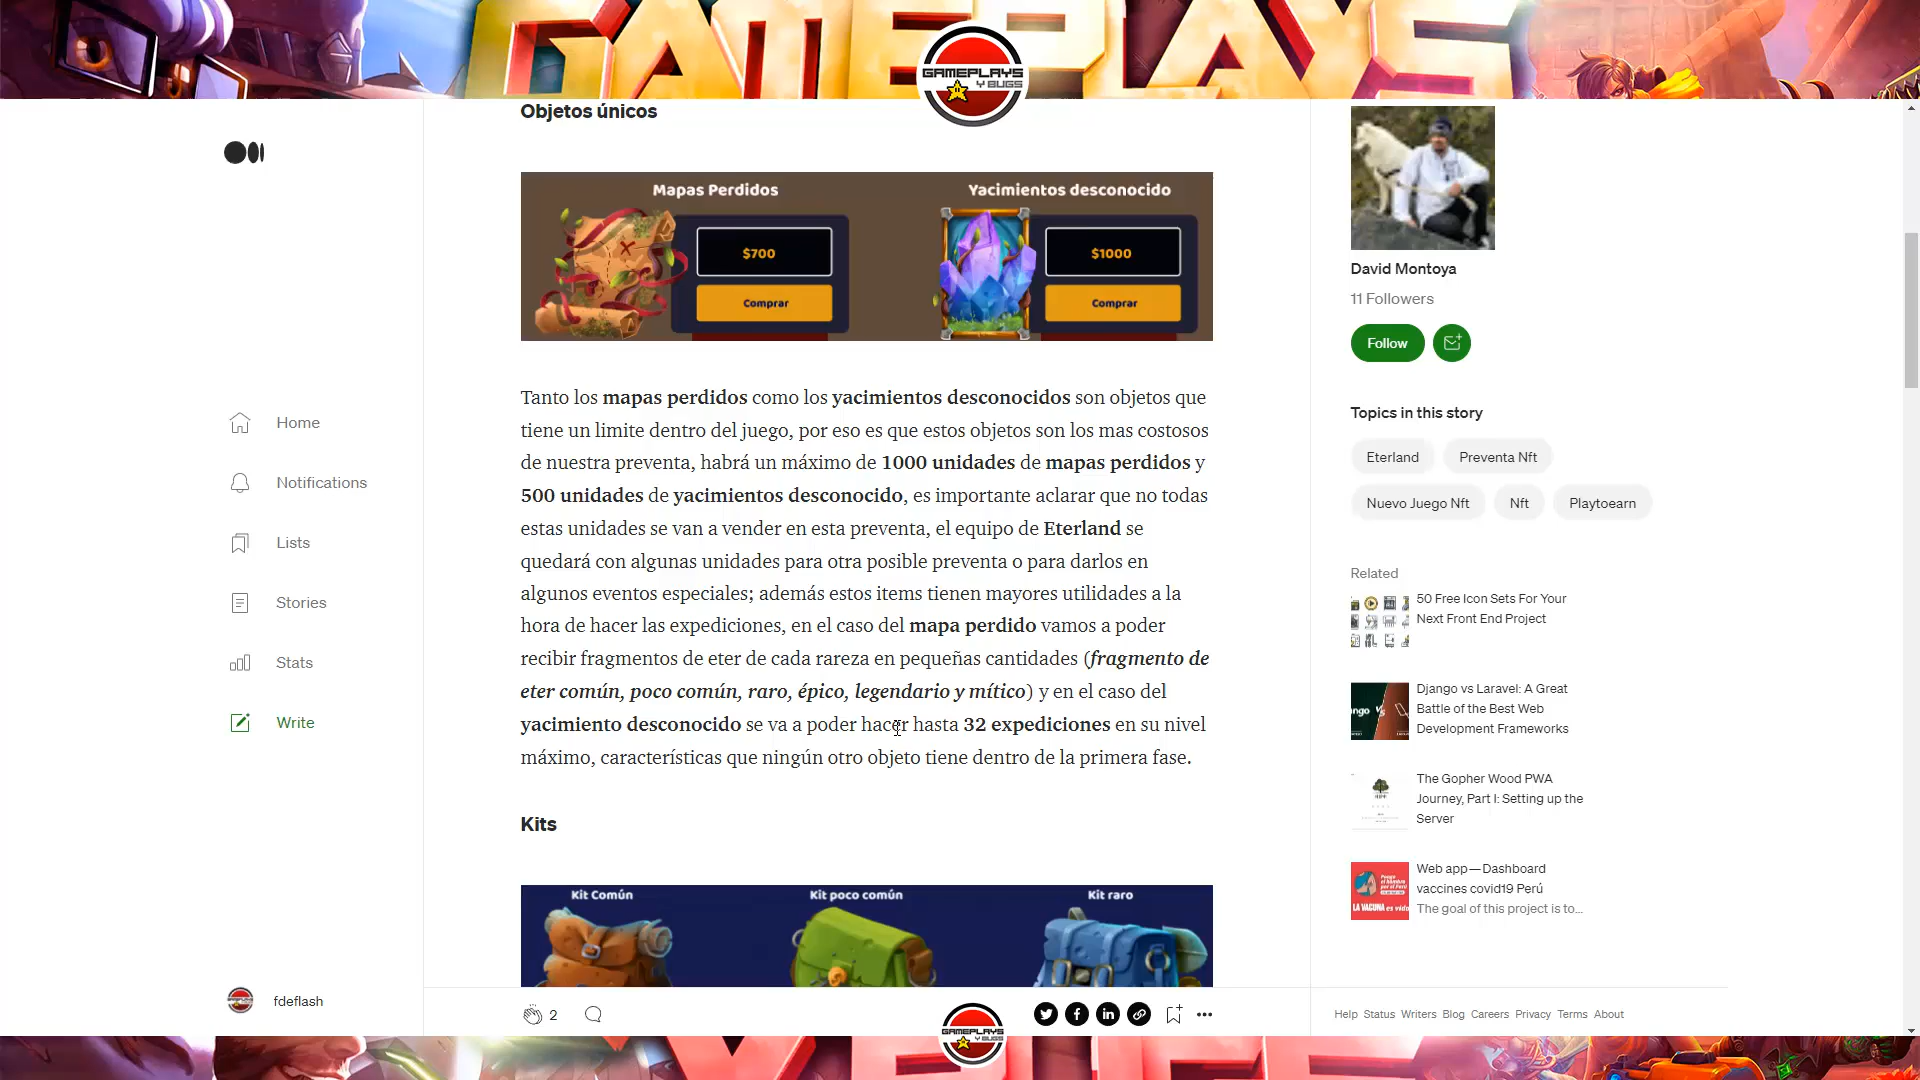 GAMEPLAYS
GAMEPLAYS
Y BUGS
Objetos únicos
Mapas Perdidos
Yacimientos desconocido
$700
$1000
Comprar
Comprar
Tanto los mapas perdidos como los yacimientos desconocidos son objetos que
tiene un limite dentro del juego, por eso es que estos objetos son los mas costosos
de nuestra preventa, habrá un máximo de 1000 unidades de mapas perdidos y
500 unidades de yacimientos desconocido, es importante aclarar que no todas
estas unidades se van a vender en esta preventa, el equipo de Eterland se
quedará con algunas unidades para otra posible preventa o para darlos en
algunos eventos especiales; además estos items tienen mayores utilidades a la
hora de hacer las expediciones, en el caso del mapa perdido vamos a poder
recibir fragmentos de eter de cada rareza en pequeñas cantidades (fragmento de
eter común, poco común, raro, épico, legendario y mítico) y en el caso del
yacimiento desconocido se va a poder hacer hasta 32 expediciones en su nivel
máximo, características que ningún otro objeto tiene dentro de la primera fase.
Kits
Kit Común
Kit poco común
Kit raro
2
Home
Notifications
Lists
Stories
Stats
Write
fdeflash
David Montoya
11 Followers
Follow
Topics in this story
Eterland
Preventa Nft
Nuevo Juego Nft
Nft
Playtoearn
Related
50 Free Icon Sets For Your
Next Front End Project
Django vs Laravel: A Great
Battle of the Best Web
Development Frameworks
The Gopher Wood PWA
Journey, Part I: Setting up the
Server
Web app — Dashboard
vaccines covid19 Perú
The goal of this project is to...
LA VACUNA es vida
Help Status Writers Blog Careers Privacy Terms About
GAMEPLAYS
Y BUGS